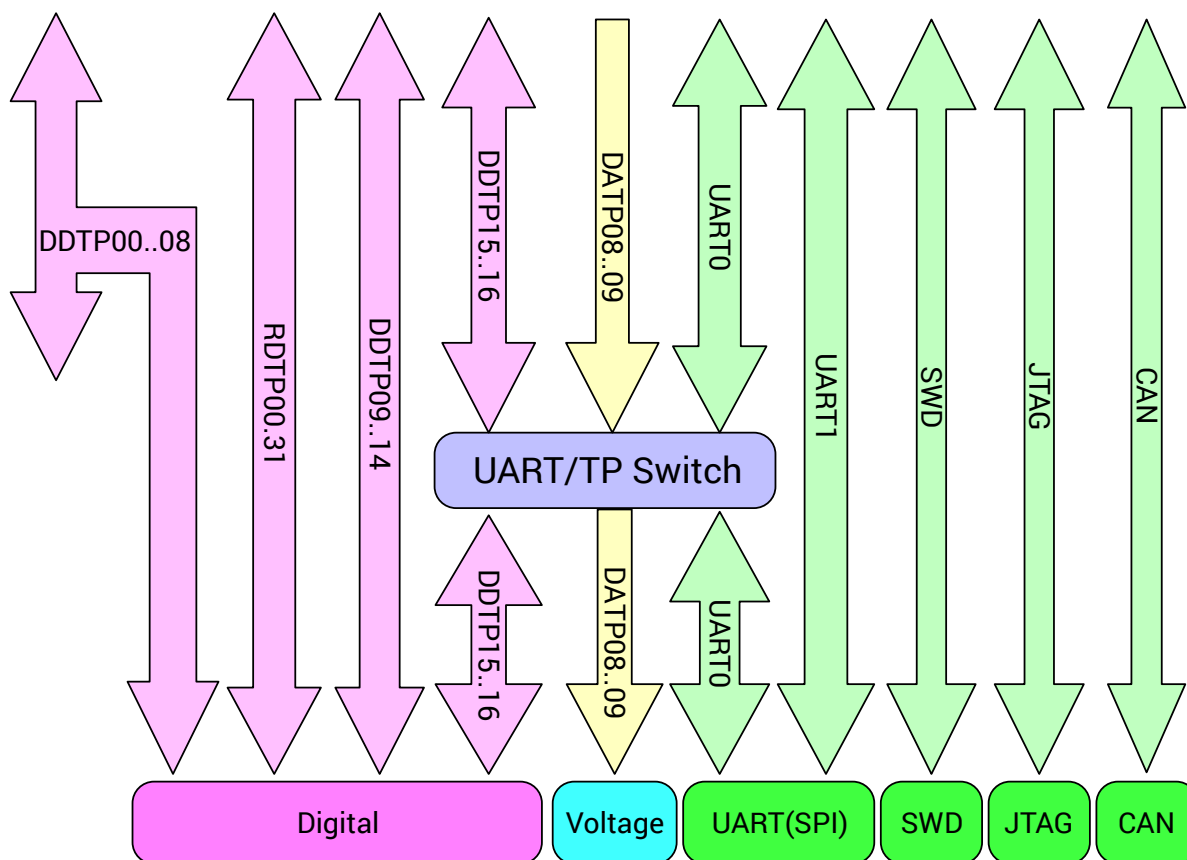 DDTP00..08
RDTP00.31
DDTP09..14
DDTP15..16
DATP08..09
UART0
UART1
SWD
JTAG
CAN
UART/TP Switch
DDTP15..16
DATP08..09
UART0
Digital
Voltage
UART(SPI)
SWD
JTAG
CAN